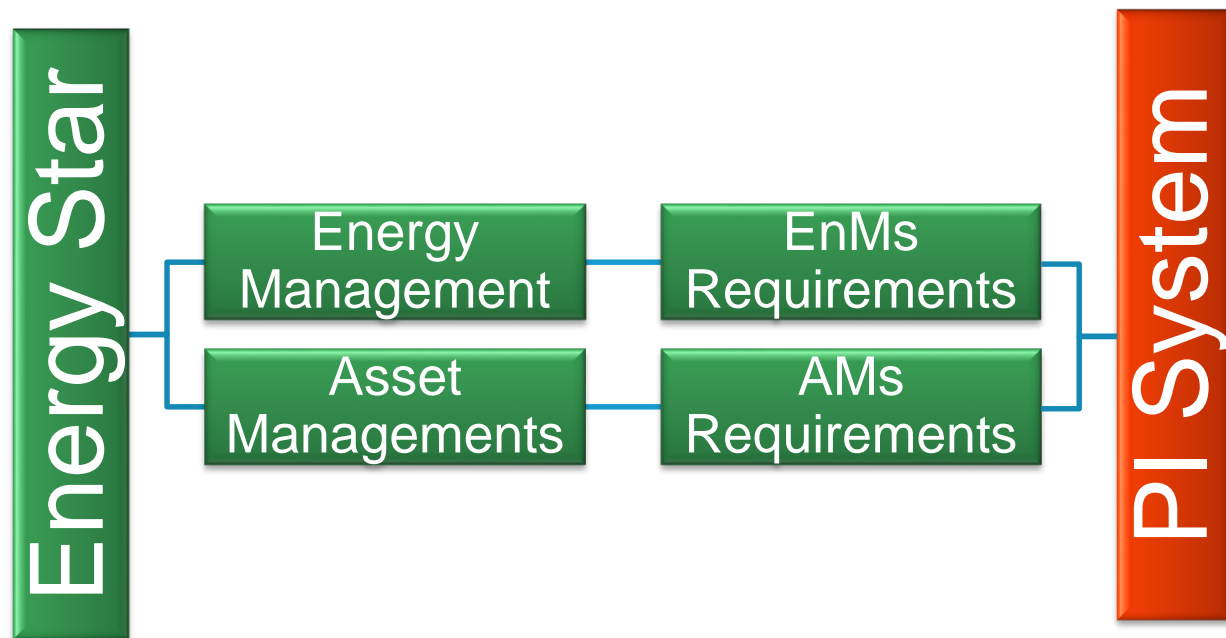 Energy Star
Energy
Management
EnMs
Requirements
Asset
Managements
AMs
Requirements
PI System